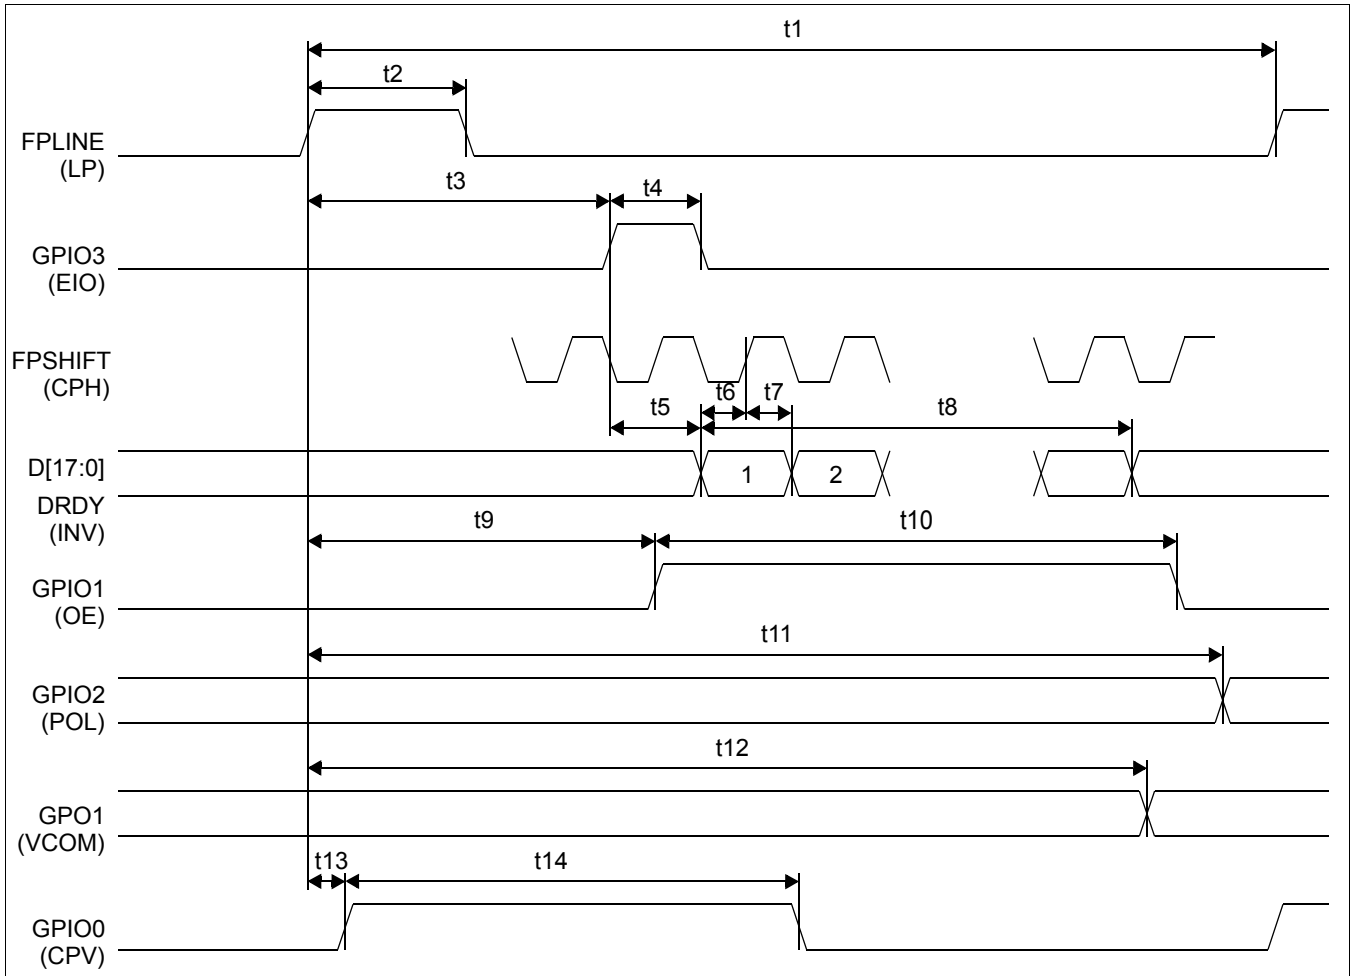 t1
t2
FPLINE
(LP)
t3
t4
GPIO3
(EIO)
FPSHIFT
(CPH)
t6
t7
t5
t8
D[17:0]
1
2
DRDY
(INV)
t9
t10
GPIO1
(OE)
t11
GPIO2
(POL)
t12
GPO1
(VCOM)
t13
t14
GPIO0
(CPV)